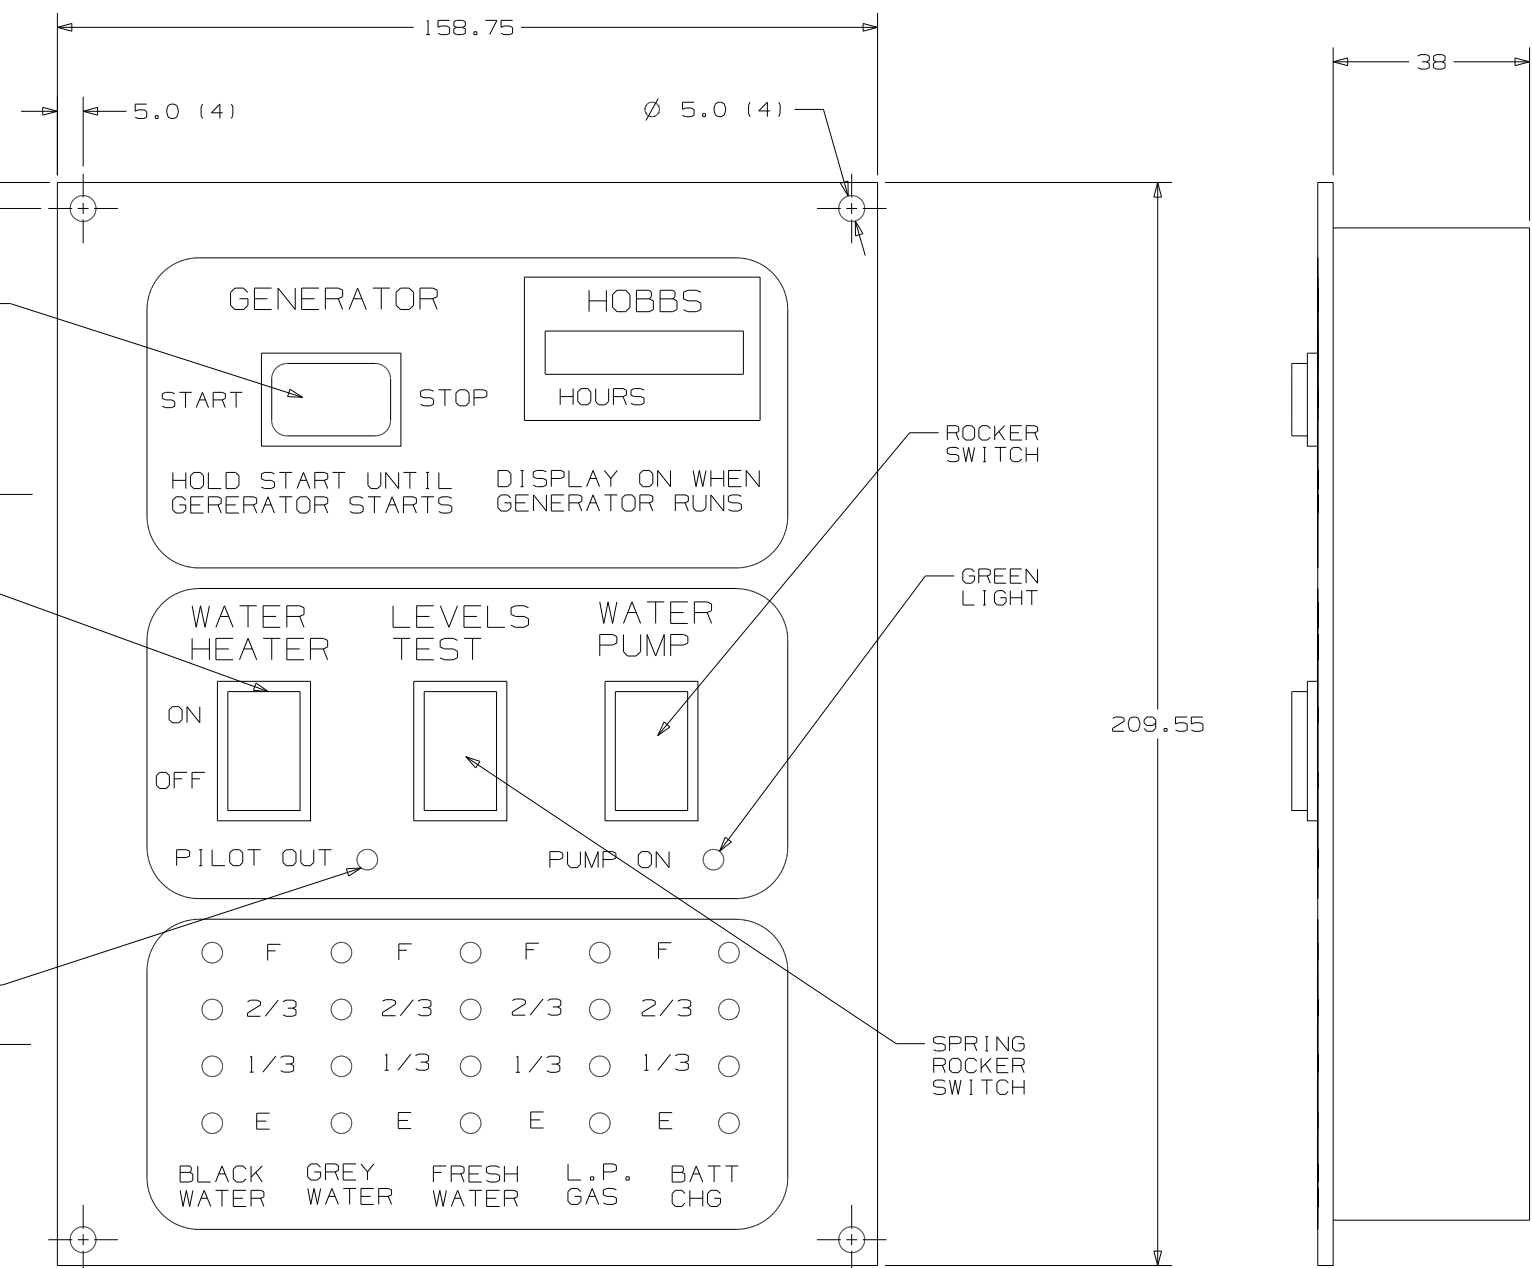 158.75
38
5.0 (4)
Ø 5.0 (4)
GENERATOR
HOBBS
START
STOP
HOURS
HOLD START UNTIL
GERERATOR STARTS
DISPLAY ON WHEN
GENERATOR RUNS
ROCKER
SWITCH
GREEN
LIGHT
WATER
HEATER
LEVELS
TEST
WATER
PUMP
ON
OFF
209.55
PILOT OUT
PUMP ON
F F F F
2/3 2/3 2/3 2/3
1/3 1/3 1/3 1/3
E E E E
SPRING
ROCKER
SWITCH
BLACK
WATER
GREY
WATER
FRESH
WATER
L.P.
GAS
BATT
CHG